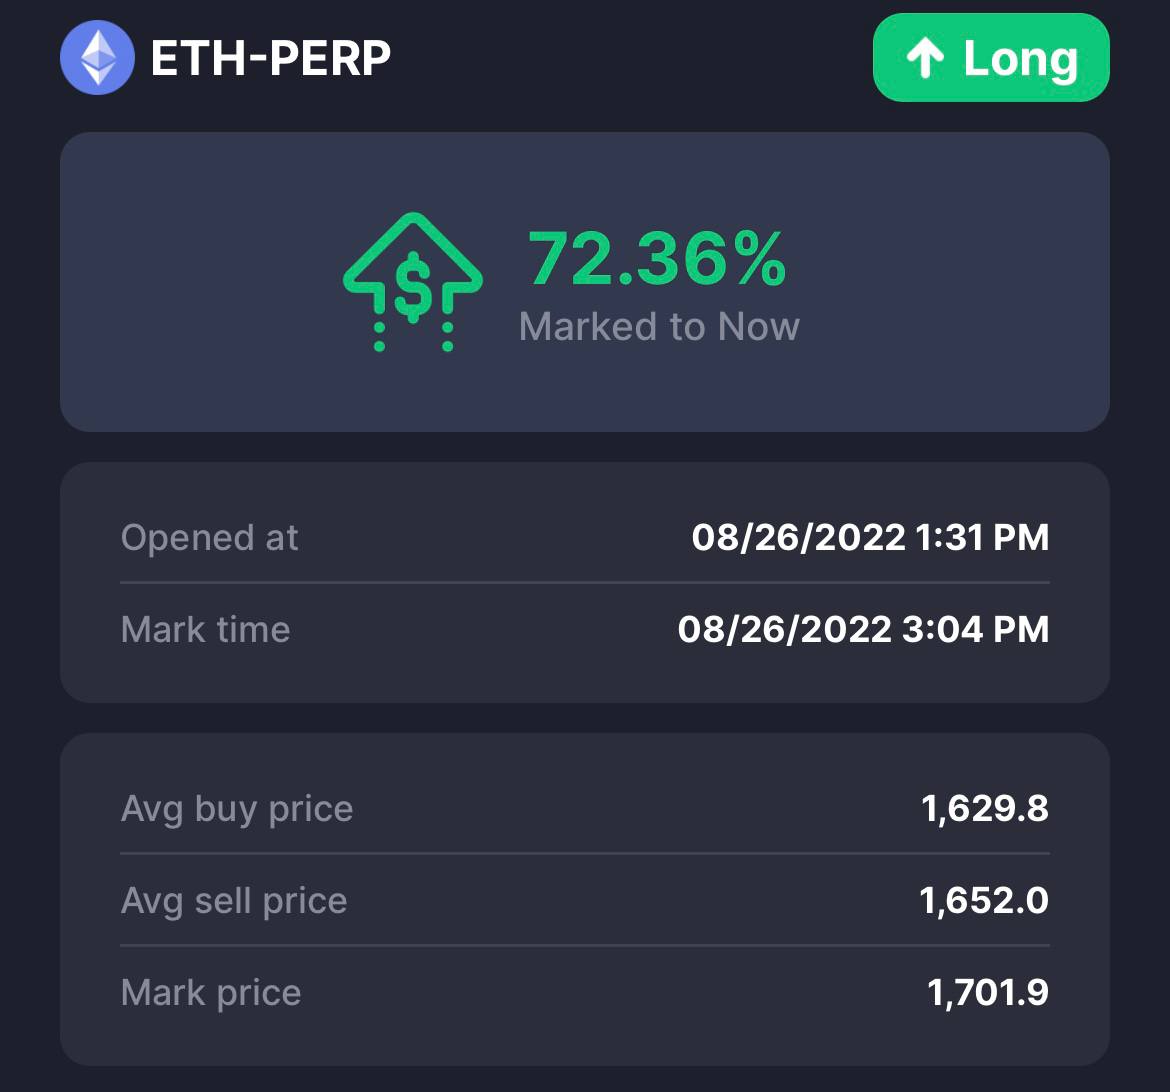 ETH-PERP
Long
72.36%
Marked to Now
Opened at 08/26/2022 1:31 PM
Mark time 08/26/2022 3:04 PM
Avg buy price 1,629.8
Avg sell price 1,652.0
Mark price 1,701.9